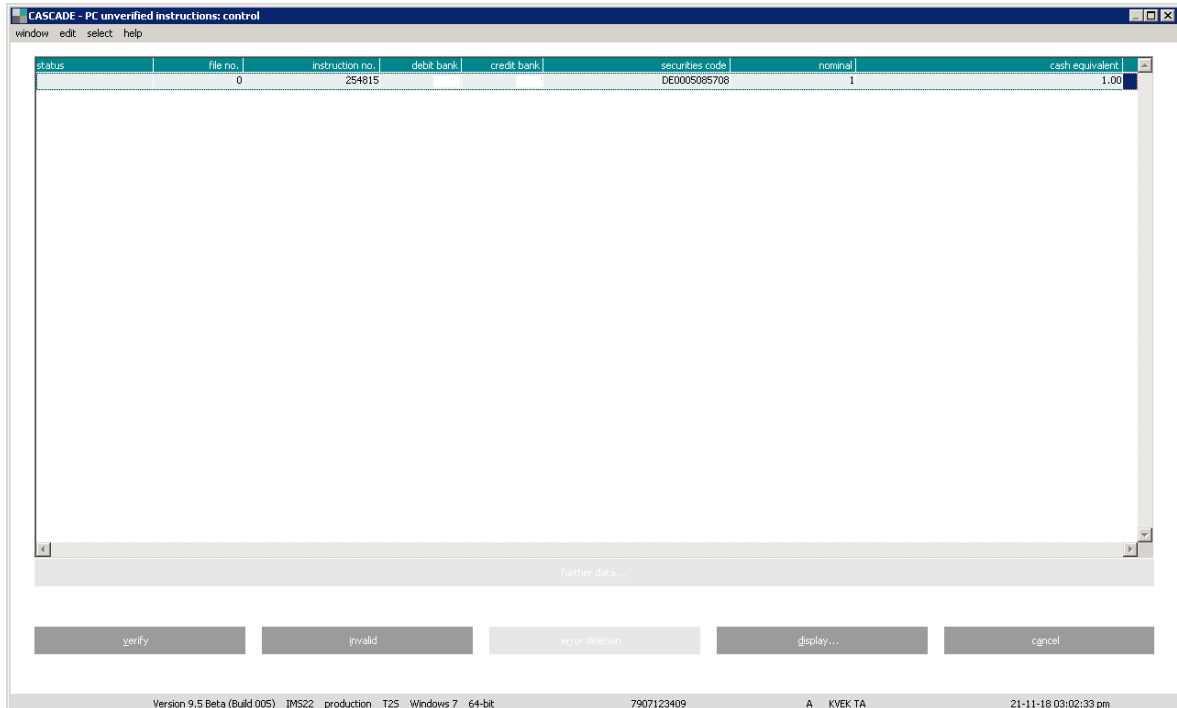 CASCADE - PC unverified instructions: control
window edit select help
status file no. instruction no. debit bank credit bank securities code nominal cash equivalent
0 254815 DE0005085708 1 1.00
further data...
verify invalid error deletion display... cancel
Version 9.5 Beta (Build 005) IMS22 production T2S Windows 7 64-bit 7907123409 A KVEK TA 21-11-18 03:02:33 pm